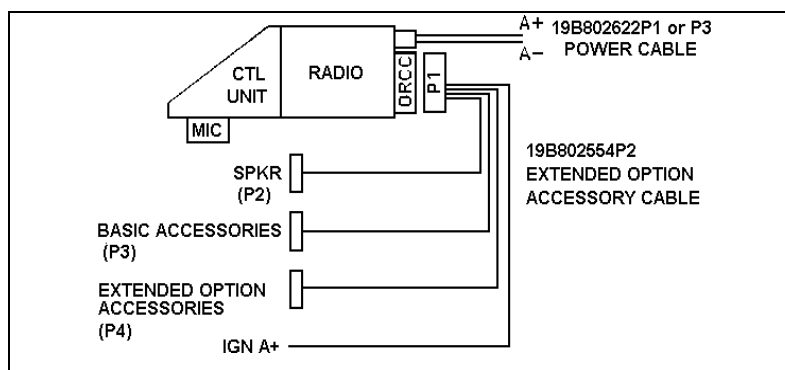 A+
A-
19B802622P1 or P3
POWER CABLE
CTL
UNIT
RADIO
ORCC
P1
MIC
19B802554P2
EXTENDED OPTION
ACCESSORY CABLE
SPKR
(P2)
BASIC ACCESSORIES
(P3)
EXTENDED OPTION
ACCESSORIES
(P4)
IGN A+